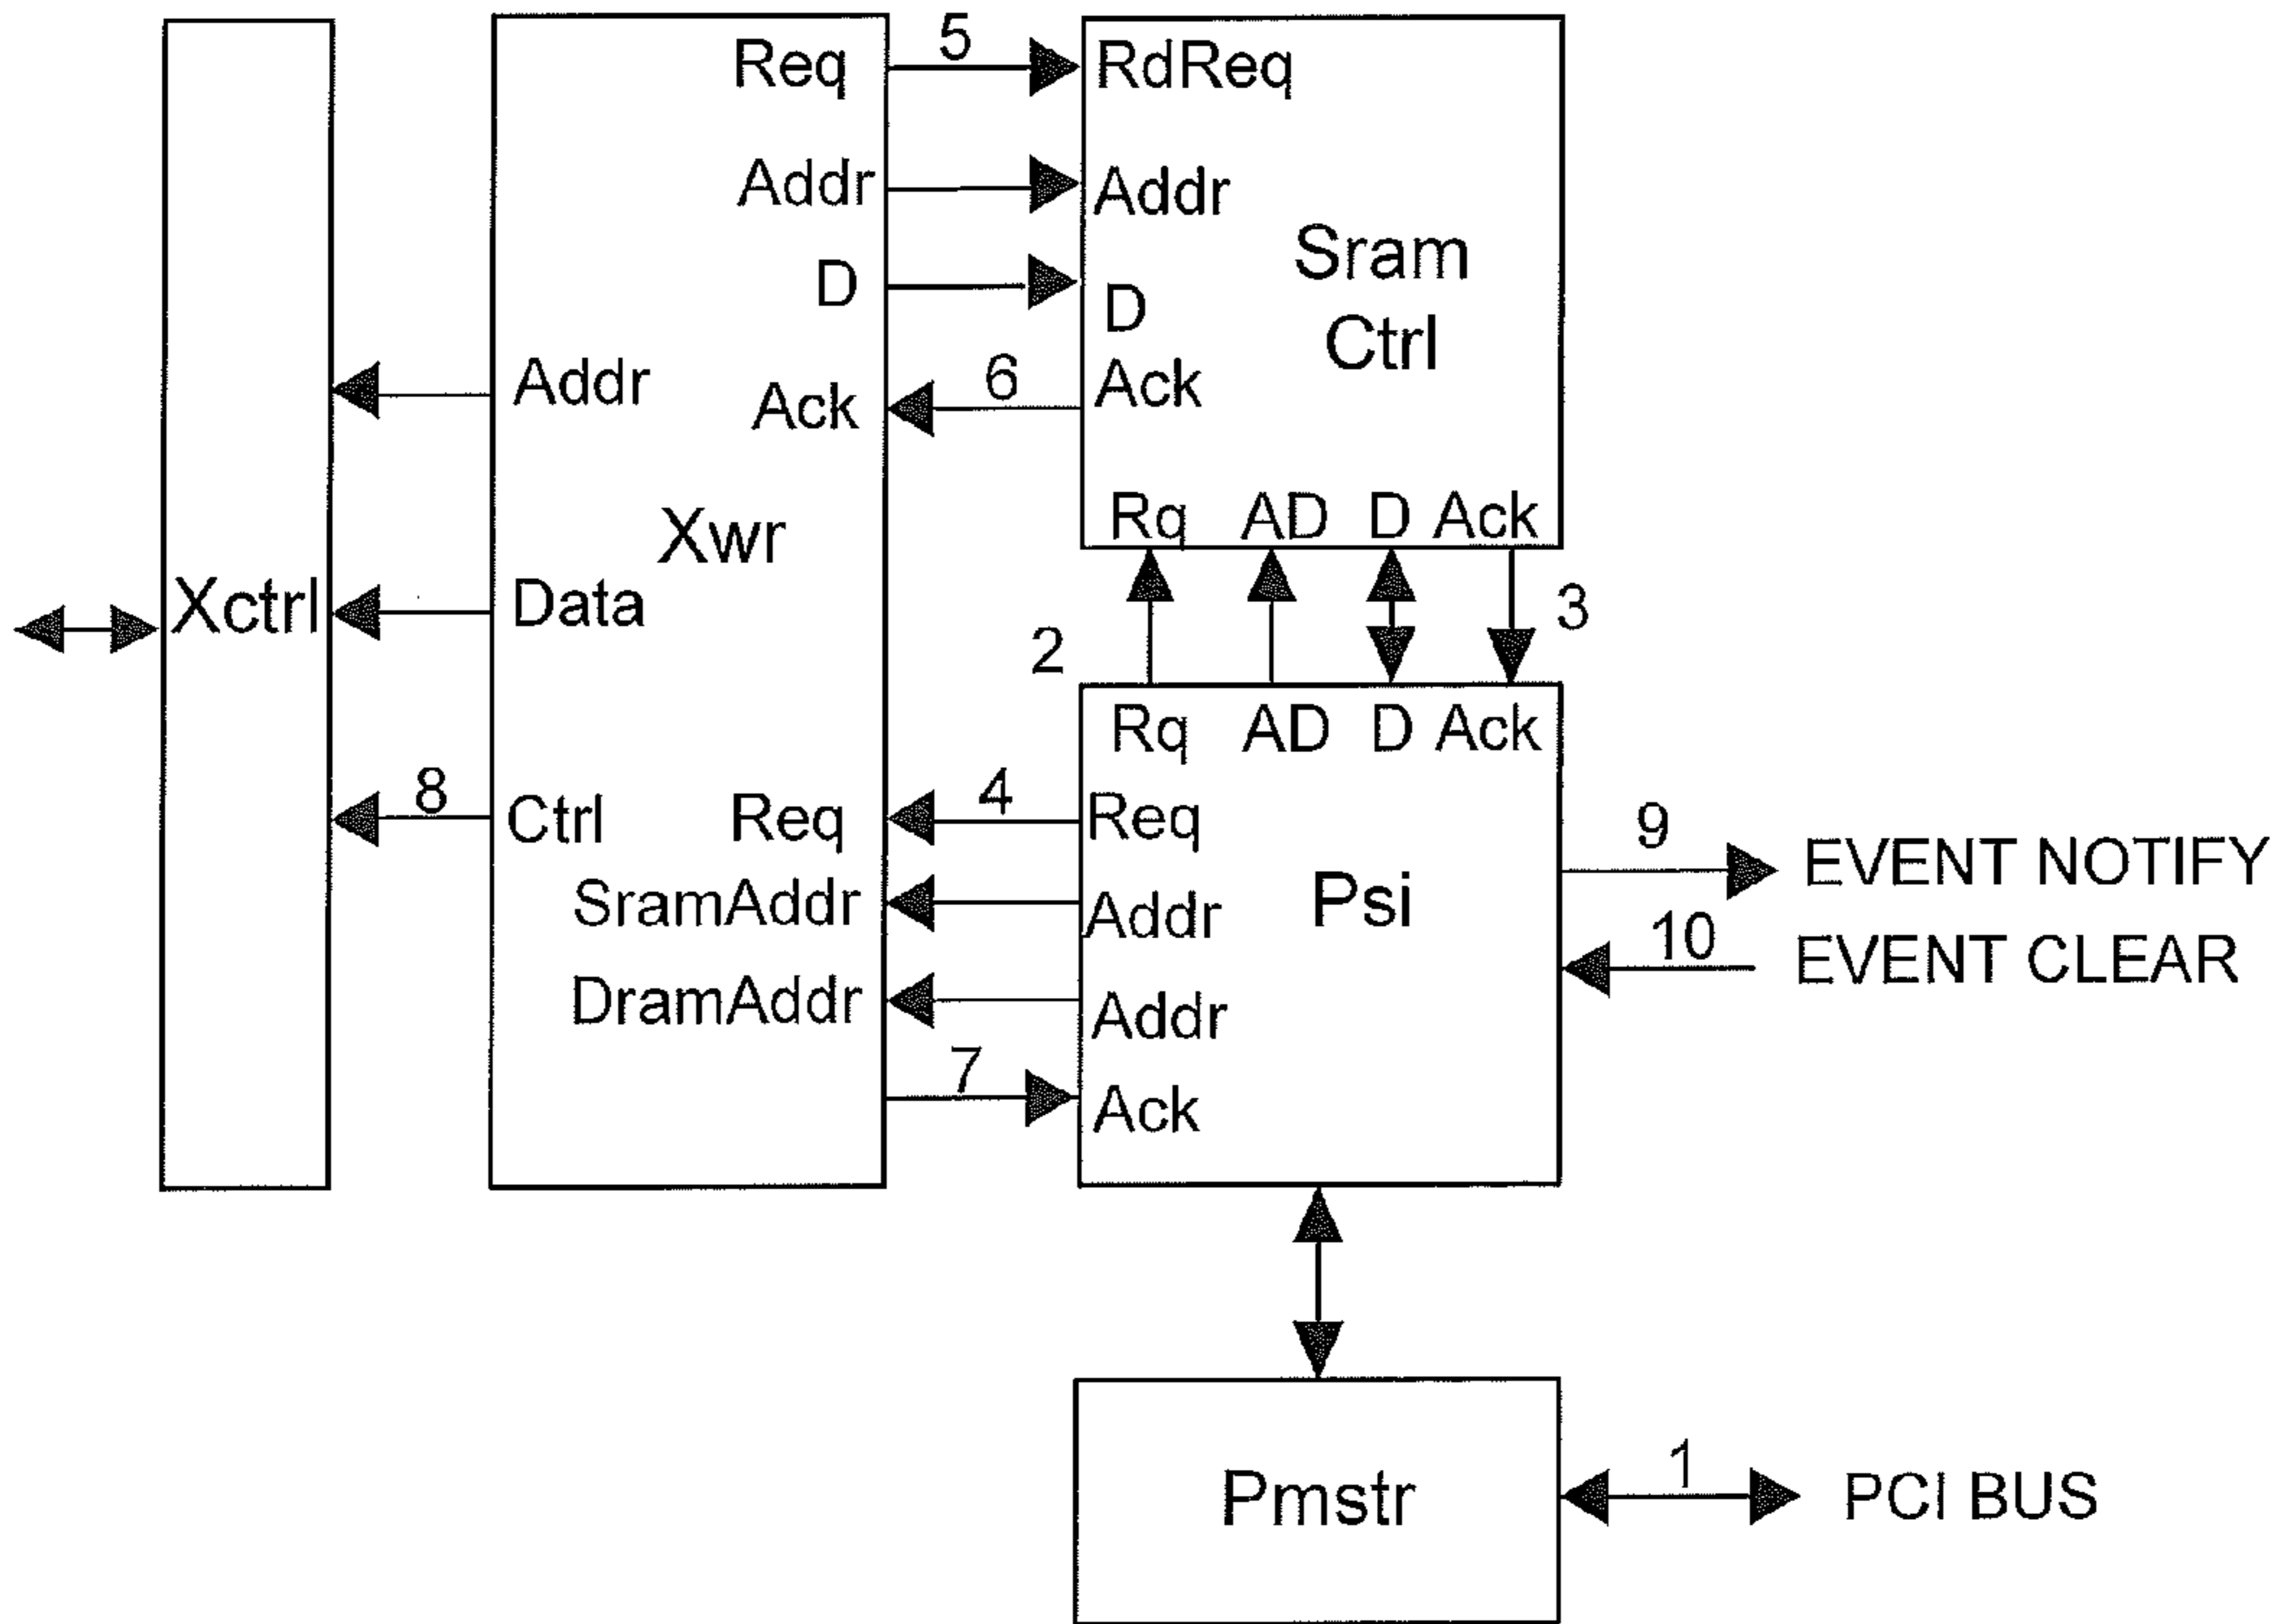 Req
5
RdReq
Addr
Addr
D
D
Sram
Ctrl
Addr
Ack
6
Ack
Xwr
Rq AD D Ack
Xctrl
Data
2
3
Rq AD D Ack
8
Ctrl
Req
4
Req
9
EVENT NOTIFY
SramAddr
Addr
Psi
10
EVENT CLEAR
DramAddr
Addr
7
Ack
Pmstr
1
PCI BUS